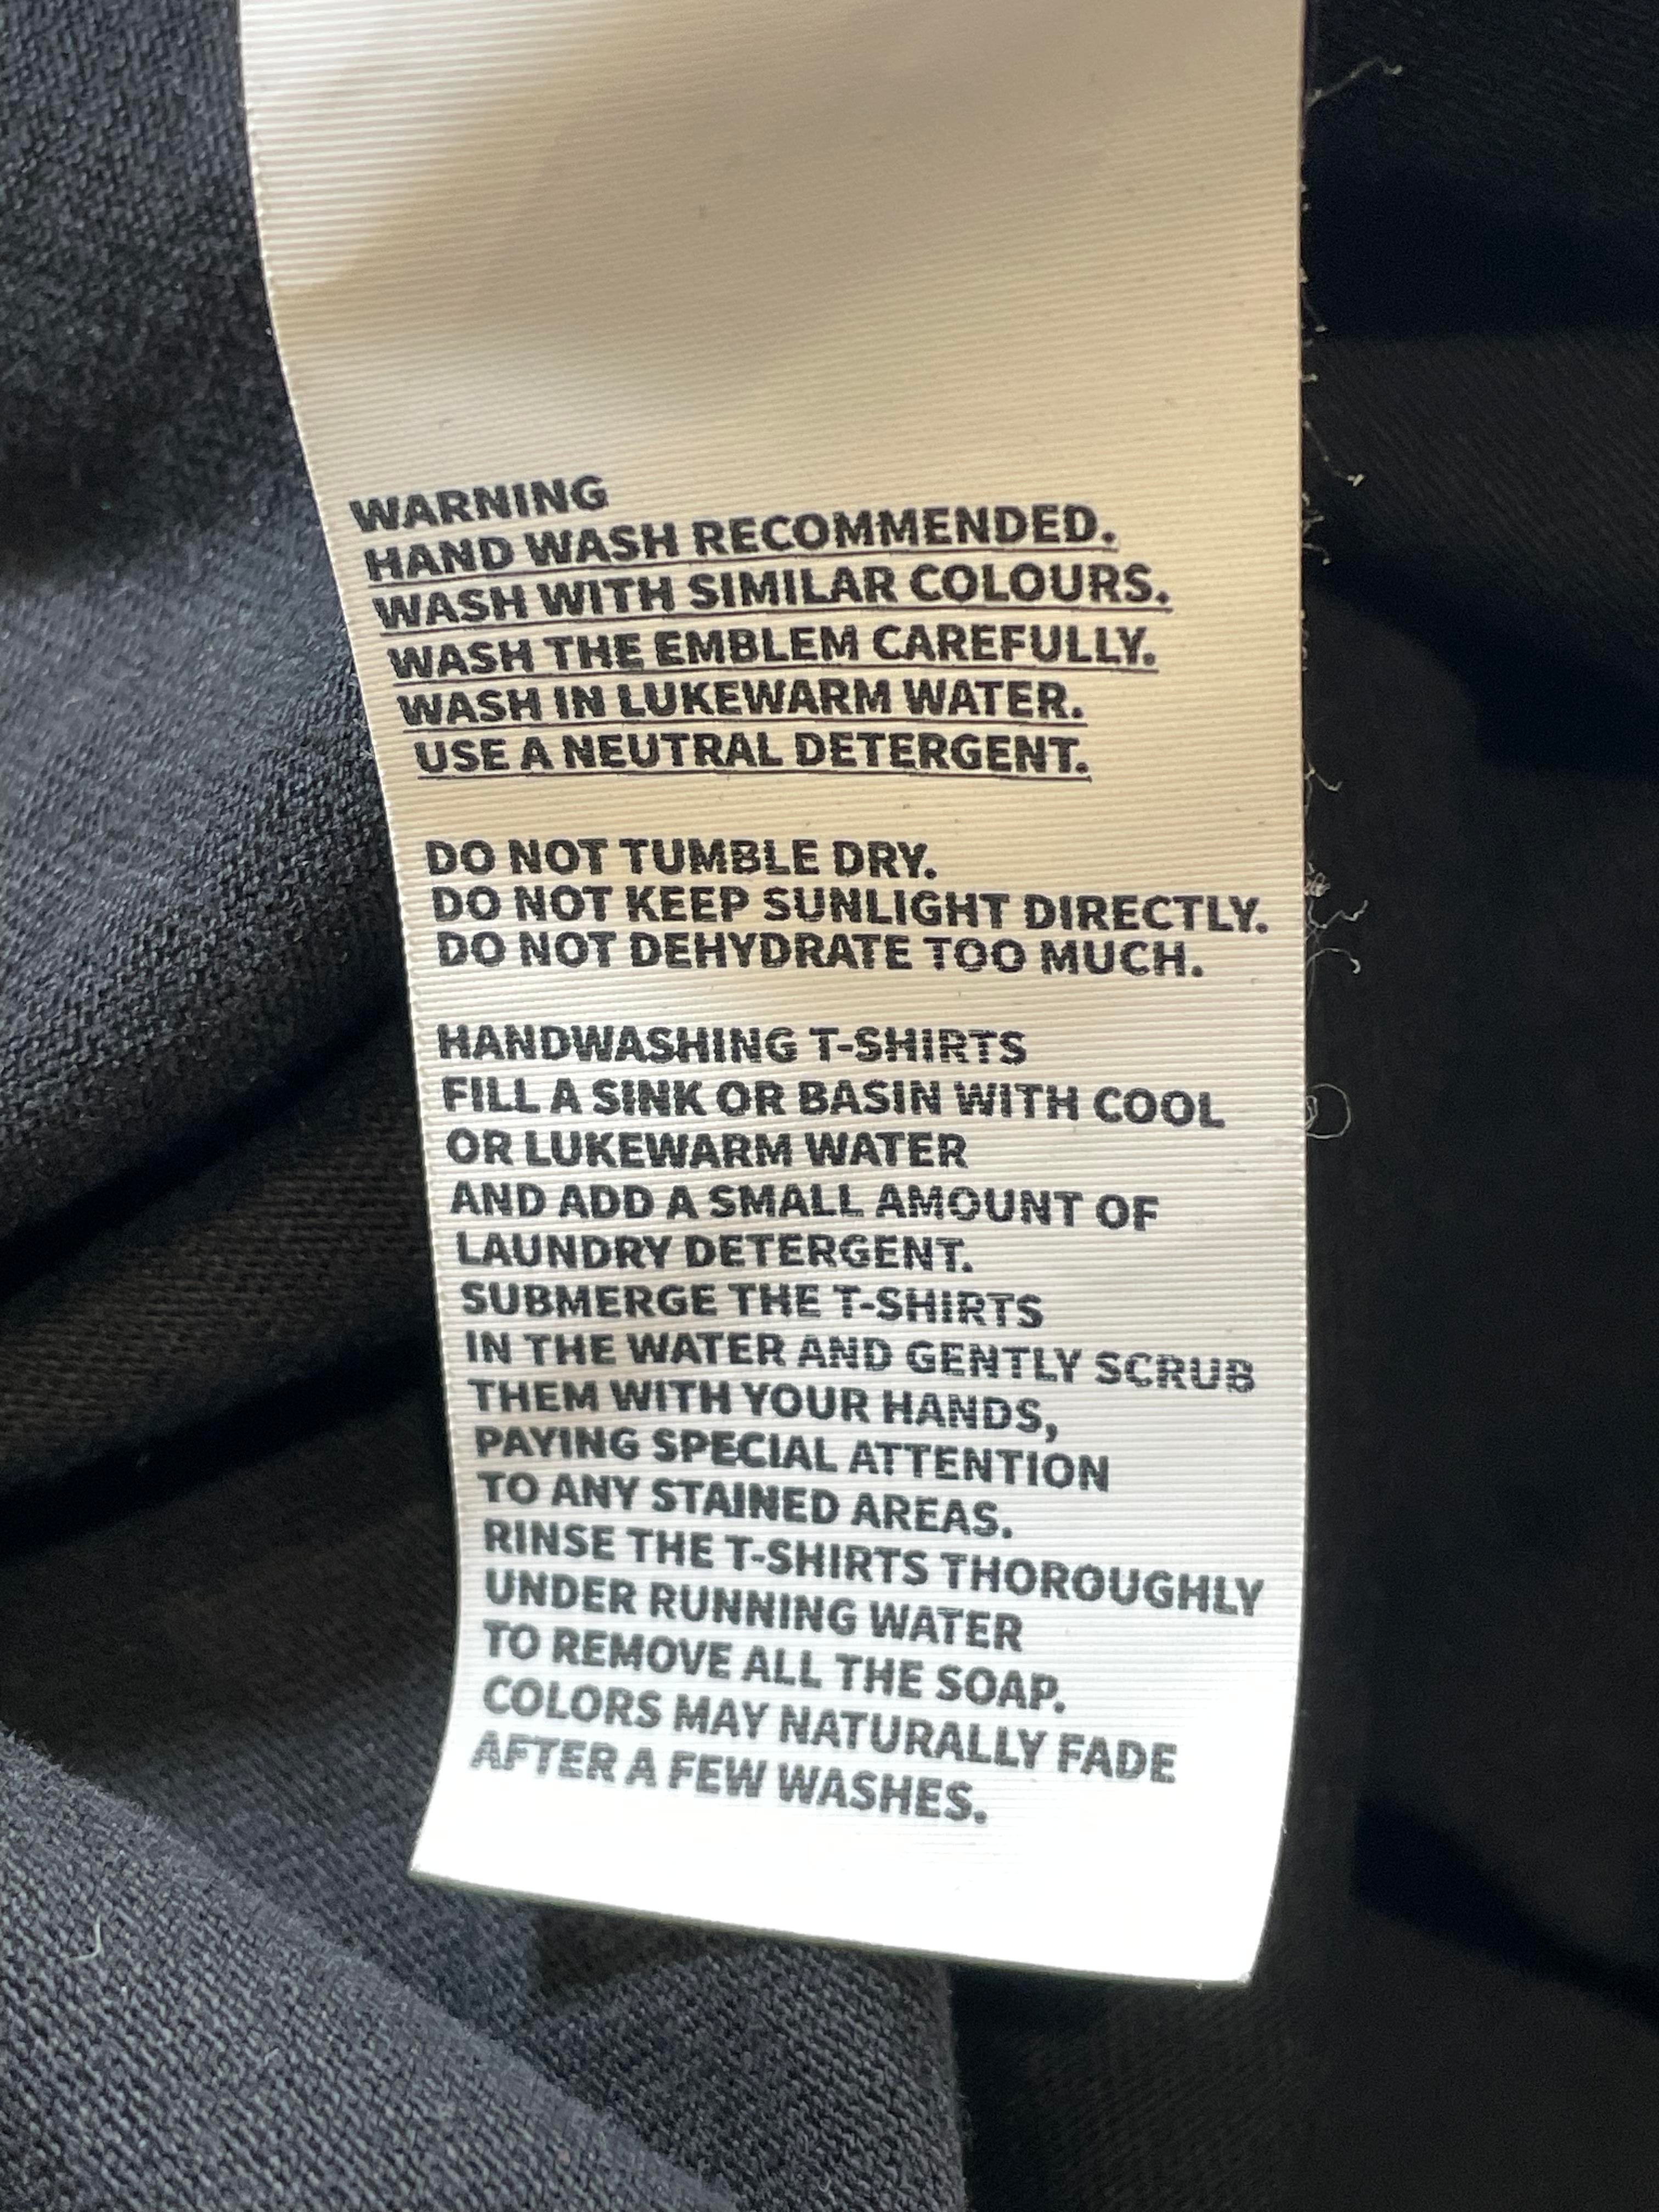 WARNING
HAND WASH RECOMMENDED.
WASH WITH SIMILAR COLOURS.
WASH THE EMBLEM CAREFULLY.
WASH IN LUKEWARM WATER.
USE A NEUTRAL DETERGENT.
DO NOT TUMBLE DRY.
DO NOT KEEP SUNLIGHT DIRECTLY.
DO NOT DEHYDRATE TOO MUCH.
HANDWASHING T-SHIRTS
FILL A SINK OR BASIN WITH COOL
OR LUKEWARM WATER
AND ADD A SMALL AMOUNT OF
LAUNDRY DETERGENT.
SUBMERGE THE T-SHIRTS
IN THE WATER AND GENTLY SCRUB
THEM WITH YOUR HANDS,
PAYING SPECIAL ATTENTION
TO ANY STAINED AREAS.
RINSE THE T-SHIRTS THOROUGHLY
UNDER RUNNING WATER
TO REMOVE ALL THE SOAP.
COLORS MAY NATURALLY FADE
AFTER A FEW WASHES.